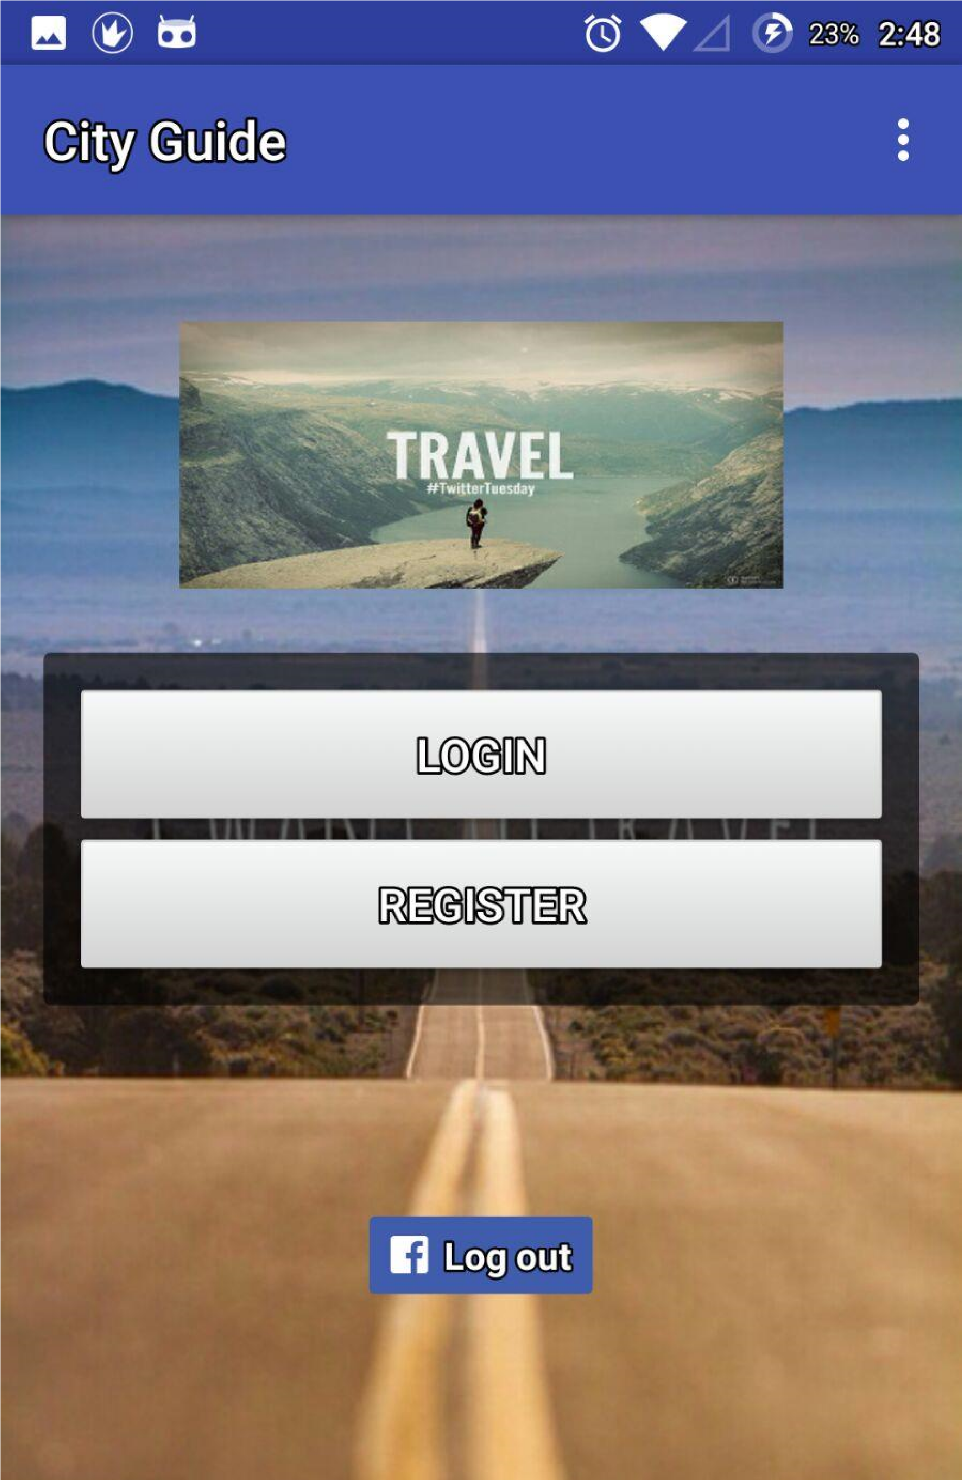 23% 2:48
City Guide
TRAVEL
#TwitterTuesday
LOGIN
REGISTER
Log out